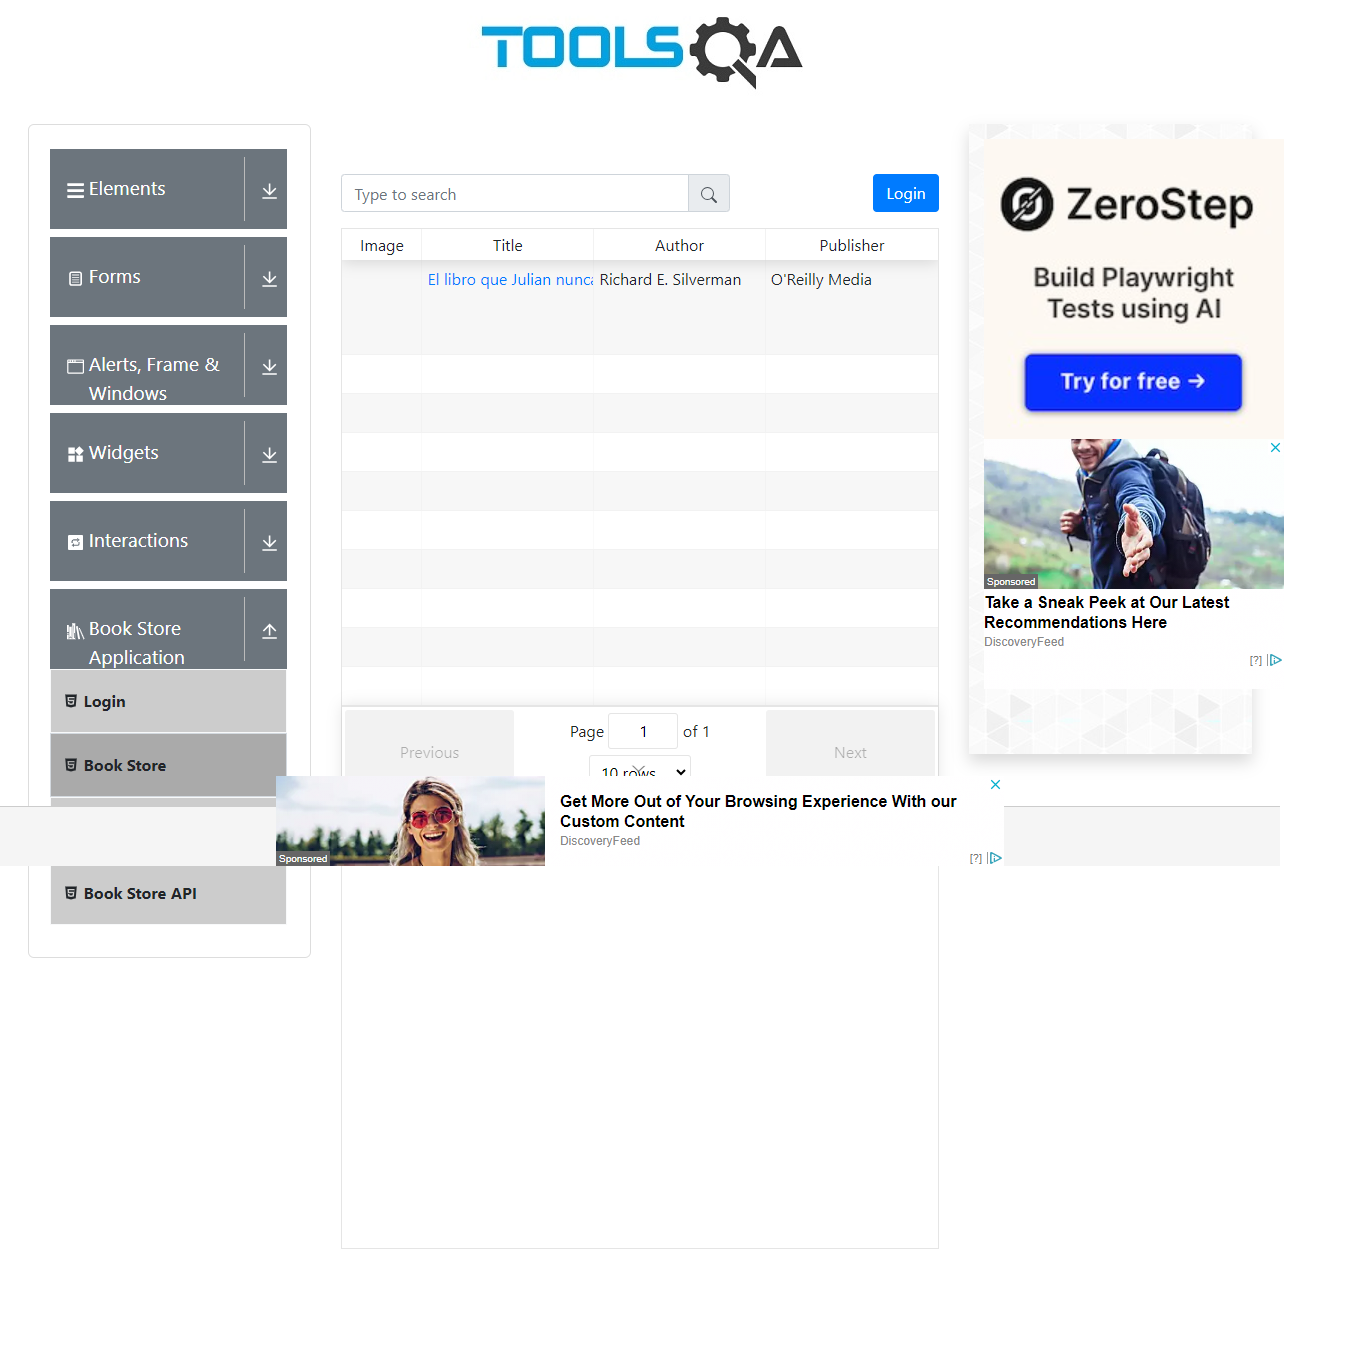 TOOLSQA
Elements
Forms
Alerts, Frame &
Windows
Widgets
Interactions
Book Store
Application
Login
Book Store
Book Store API
Type to search
Login
Image Title Author Publisher
El libro que Julian nunca Richard E. Silverman O'Reilly Media
Previous
Page 1 of 1
10 rows
Next
ZeroStep
Build Playwright
Tests using AI
Try for free →
Sponsored
Take a Sneak Peek at Our Latest
Recommendations Here
DiscoveryFeed
[?]
Sponsored
Get More Out of Your Browsing Experience With our
Custom Content
DiscoveryFeed
[?]